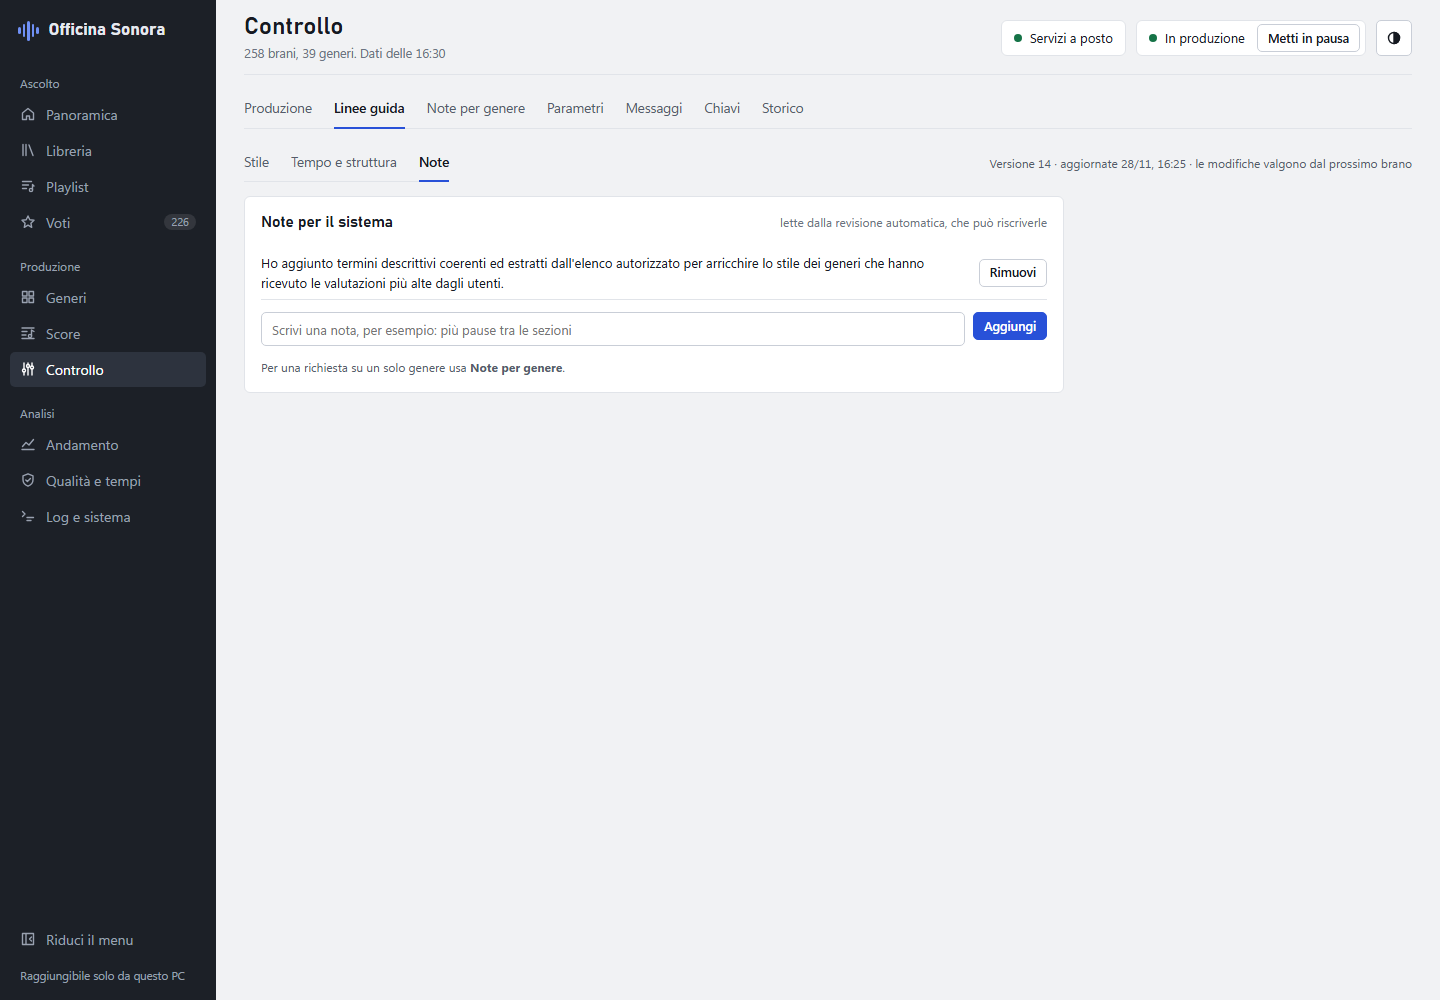 Officina Sonora
Ascolto
Panoramica
Libreria
Playlist
Voti 226
Produzione
Generi
Score
Controllo
Analisi
Andamento
Qualità e tempi
Log e sistema
Riduci il menu
Raggiungibile solo da questo PC
Controllo
258 brani, 39 generi. Dati delle 16:30
Servizi a posto
In produzione Metti in pausa
Produzione Linee guida Note per genere Parametri Messaggi Chiavi Storico
Stile Tempo e struttura Note
Versione 14 · aggiornate 28/11, 16:25 · le modifiche valgono dal prossimo brano
Note per il sistema
lette dalla revisione automatica, che può riscriverle
Ho aggiunto termini descrittivi coerenti ed estratti dall'elenco autorizzato per arricchire lo stile dei generi che hanno
ricevuto le valutazioni più alte dagli utenti.
Rimuovi
Scrivi una nota, per esempio: più pause tra le sezioni
Aggiungi
Per una richiesta su un solo genere usa Note per genere.